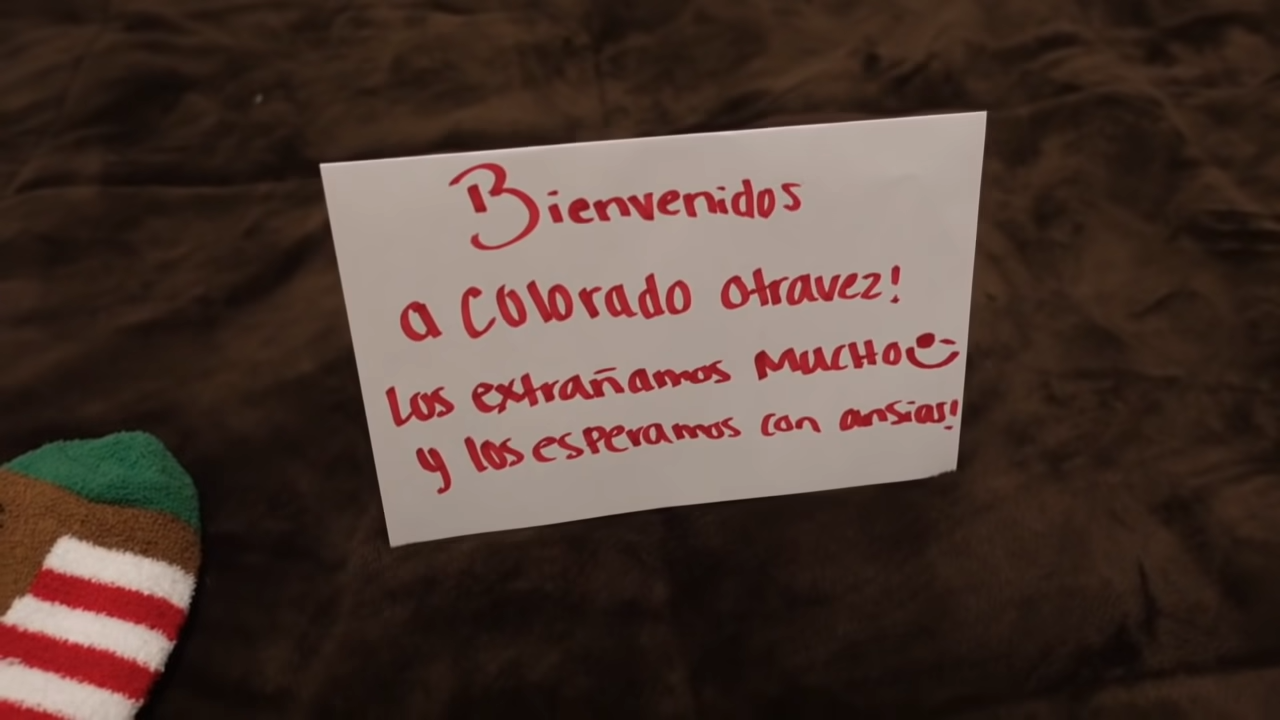 Bienvenidos
a Colorado otravez!
Los extrañamos MUCHO
y los esperamos con ansias!